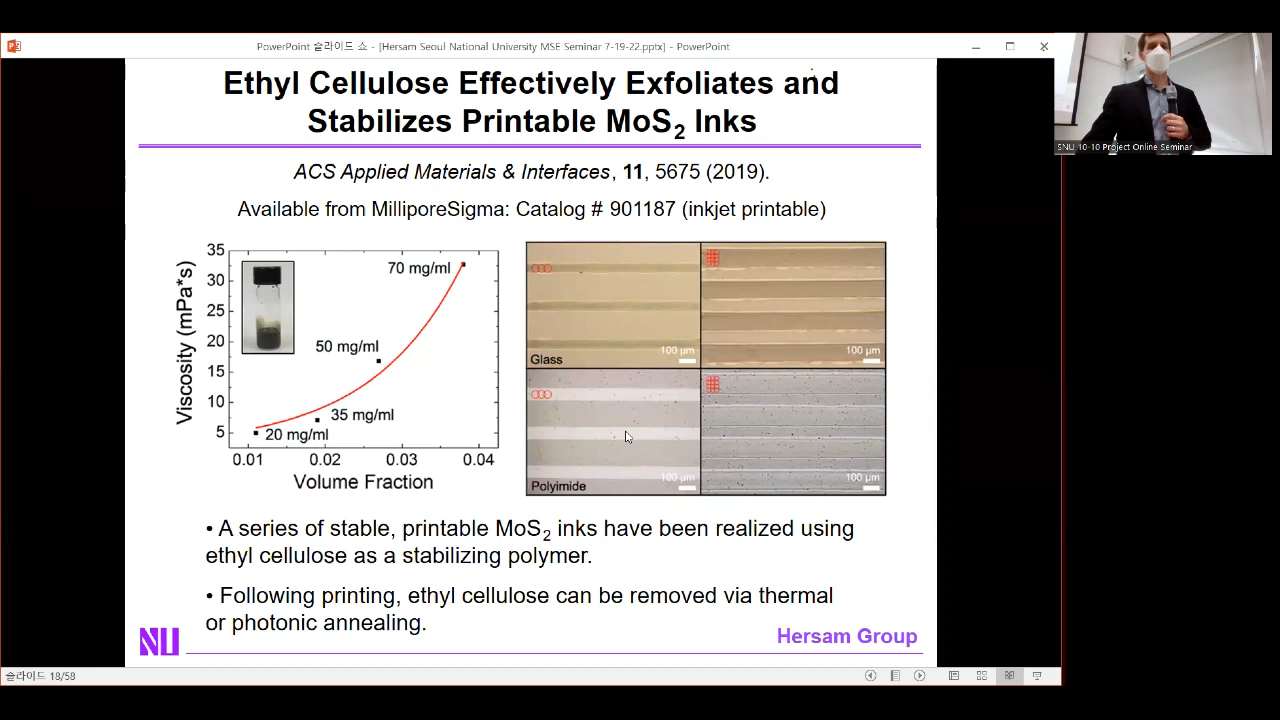 PowerPoint 슬라이드 쇼 - [Hersam Seoul National University MSE Seminar 7-19-22.pptx] - PowerPoint
Ethyl Cellulose Effectively Exfoliates and
Stabilizes Printable MoS2 Inks
ACS Applied Materials & Interfaces, 11, 5675 (2019).
Available from MilliporeSigma: Catalog # 901187 (inkjet printable)
Viscosity (mPa*s)
35
30
25
20
15
10
5
70 mg/ml
50 mg/ml
35 mg/ml
20 mg/ml
0.01 0.02 0.03 0.04
Volume Fraction
100 µm
Glass
100 µm
100 µm
Polyimide
100 µm
• A series of stable, printable MoS2 inks have been realized using
ethyl cellulose as a stabilizing polymer.
• Following printing, ethyl cellulose can be removed via thermal
or photonic annealing.
NU
Hersam Group
슬라이드 18/58
SNU 10-10 Project Online Seminar